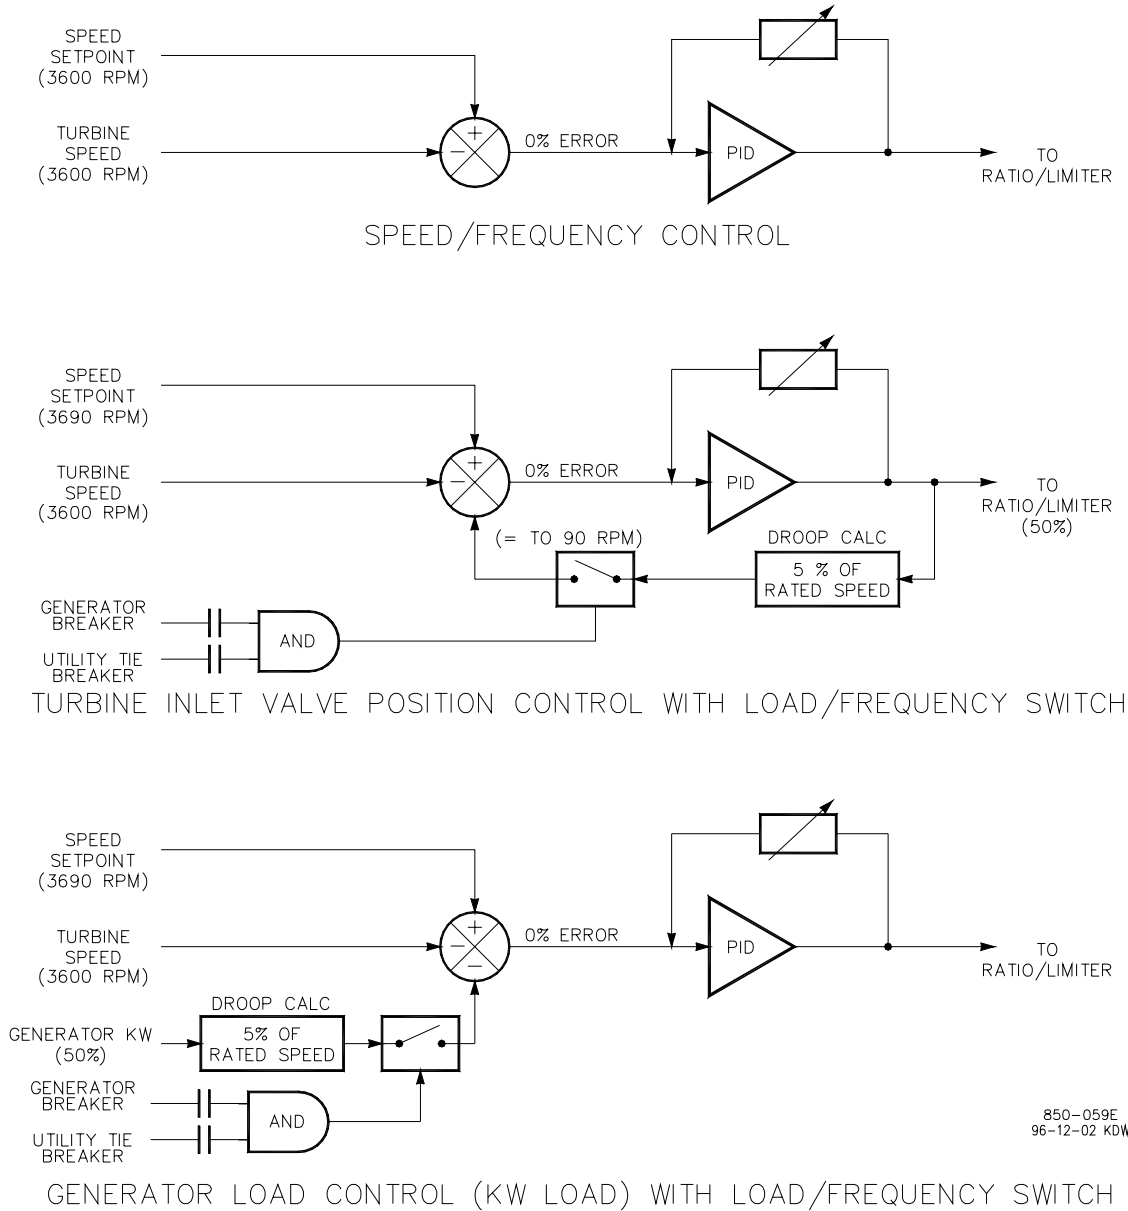 SPEED
SETPOINT
(3600 RPM)
TURBINE
SPEED
(3600 RPM)
+
−
0% ERROR
PID
TO
RATIO/LIMITER
SPEED/FREQUENCY CONTROL
SPEED
SETPOINT
(3690 RPM)
TURBINE
SPEED
(3600 RPM)
+
−
0% ERROR
PID
TO
RATIO/LIMITER
(50%)
(= TO 90 RPM)
DROOP CALC
5 % OF
RATED SPEED
GENERATOR
BREAKER
AND
UTILITY TIE
BREAKER
TURBINE INLET VALVE POSITION CONTROL WITH LOAD/FREQUENCY SWITCH
SPEED
SETPOINT
(3690 RPM)
TURBINE
SPEED
(3600 RPM)
+
−
−
0% ERROR
PID
TO
RATIO/LIMITER
DROOP CALC
GENERATOR KW
(50%)
5% OF
RATED SPEED
GENERATOR
BREAKER
AND
UTILITY TIE
BREAKER
850−059E
96−12−02 KDW
GENERATOR LOAD CONTROL (KW LOAD) WITH LOAD/FREQUENCY SWITCH